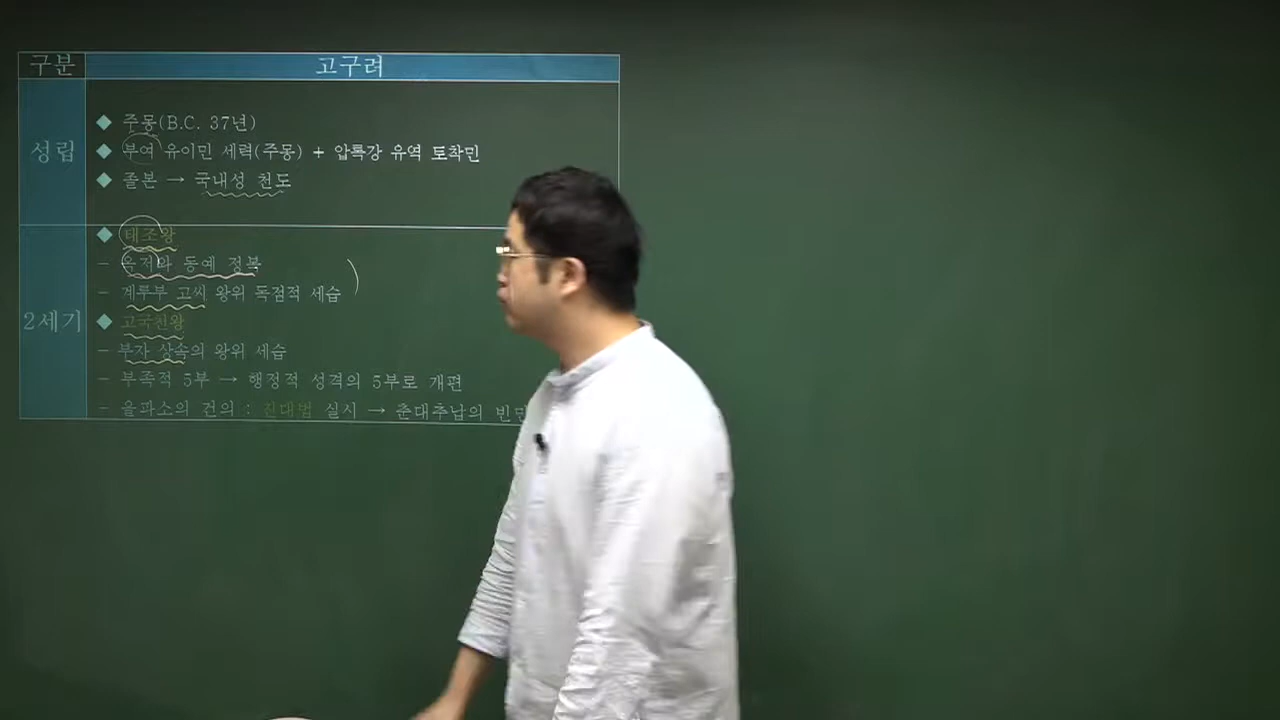 구분 고구려
성립
◆ 주몽(B.C. 37년)
◆ 부여 유이민 세력(주몽) + 압록강 유역 토착민
◆ 졸본 → 국내성 천도
2세기
◆ 태조왕
- 옥저와 동예 정복
- 계루부 고씨 왕위 독점적 세습
◆ 고국천왕
- 부자 상속의 왕위 세습
- 부족적 5부 → 행정적 성격의 5부로 개편
- 을파소의 건의 : 진대법 실시 → 춘대추납의 빈민